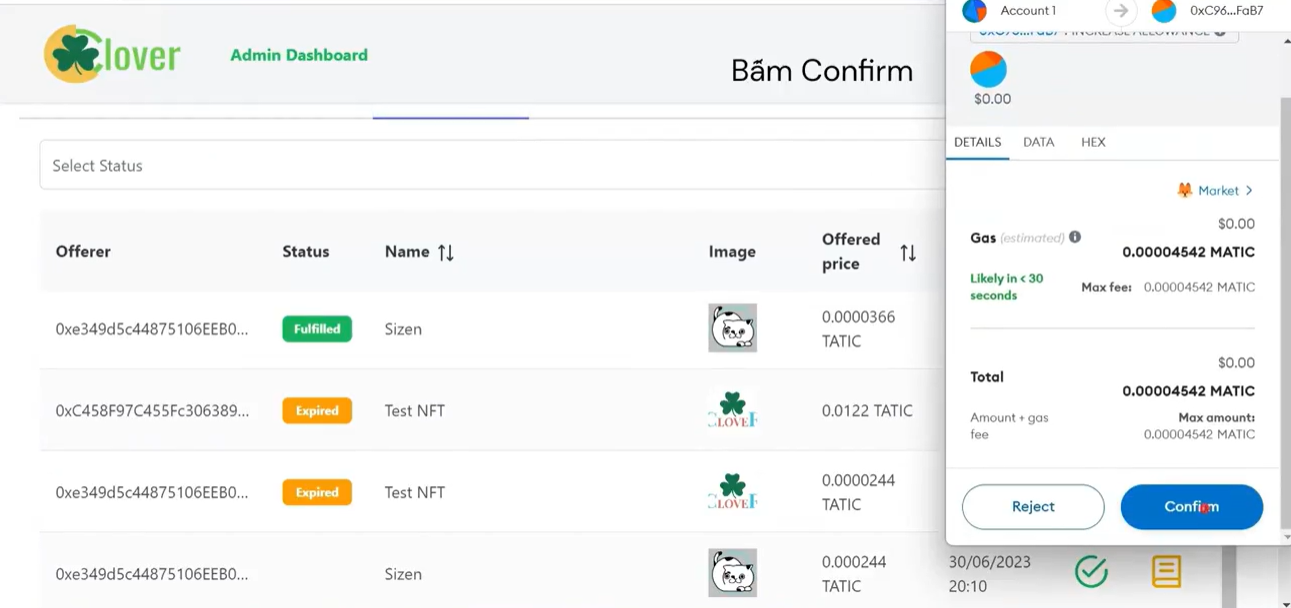 Clover
Admin Dashboard
Bấm Confirm
Select Status
Offerer
Status
Name
Image
Offered
price
0xe349d5c44875106EEB0...
Fulfilled
Sizen
0.0000366
TATIC
0xC458F97C455Fc306389...
Expired
Test NFT
CLOVER
0.0122 TATIC
0xe349d5c44875106EEB0...
Expired
Test NFT
CLOVER
0.0000244
TATIC
0xe349d5c44875106EEB0...
Sizen
0.000244
TATIC
30/06/2023
20:10
Account 1
0xC96...FaB7
0xC96...FaB7 : INCREASE ALLOWANCE
$0.00
DETAILS
DATA
HEX
Market >
$0.00
Gas (estimated)
0.00004542 MATIC
Likely in < 30
seconds
Max fee: 0.00004542 MATIC
$0.00
Total
0.00004542 MATIC
Amount + gas
fee
Max amount:
0.00004542 MATIC
Reject
Confirm